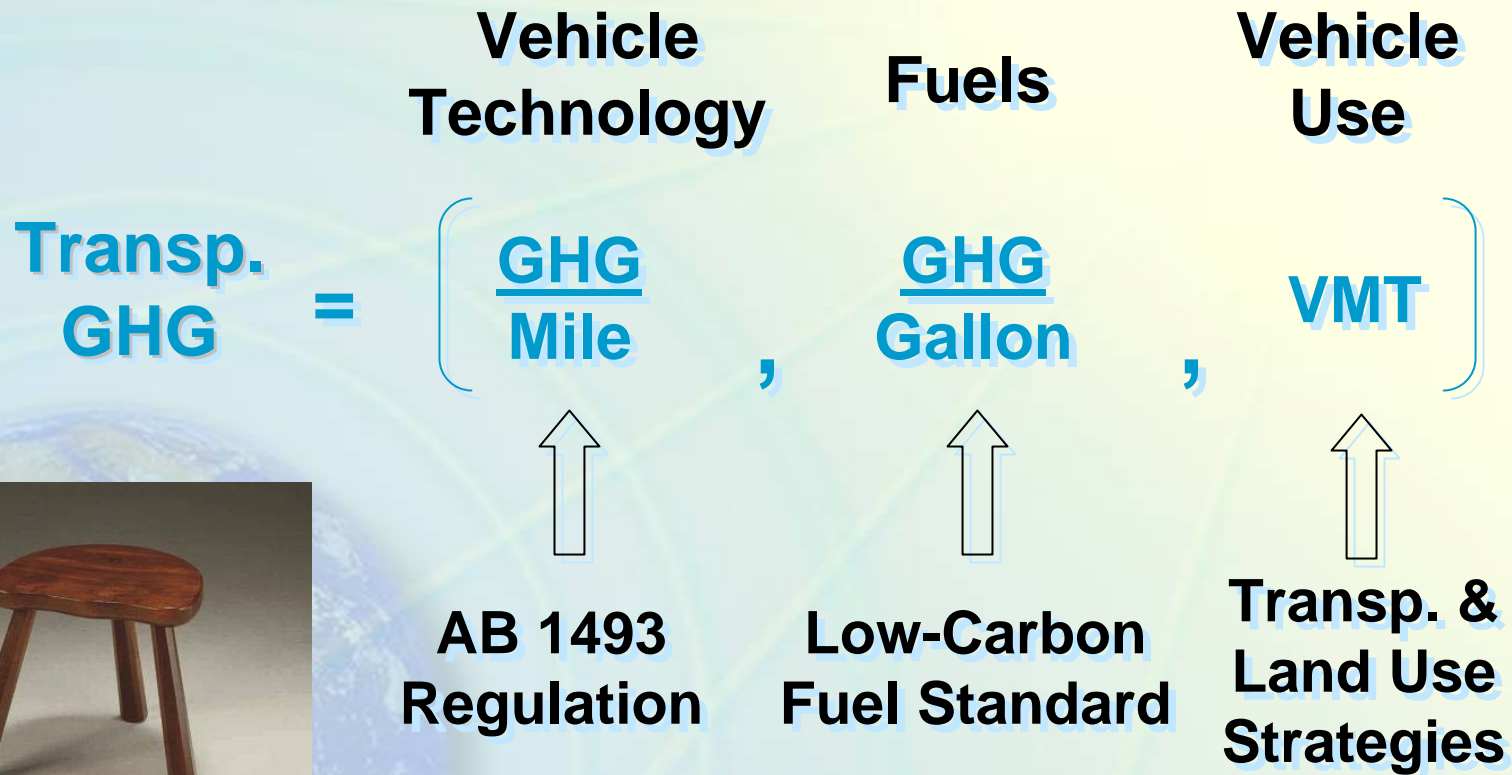 Vehicle
Technology
Fuels
Vehicle
Use
Transp.
GHG
=
GHG
Mile
,
GHG
Gallon
,
VMT
AB 1493
Regulation
Low-Carbon
Fuel Standard
Transp. &
Land Use
Strategies